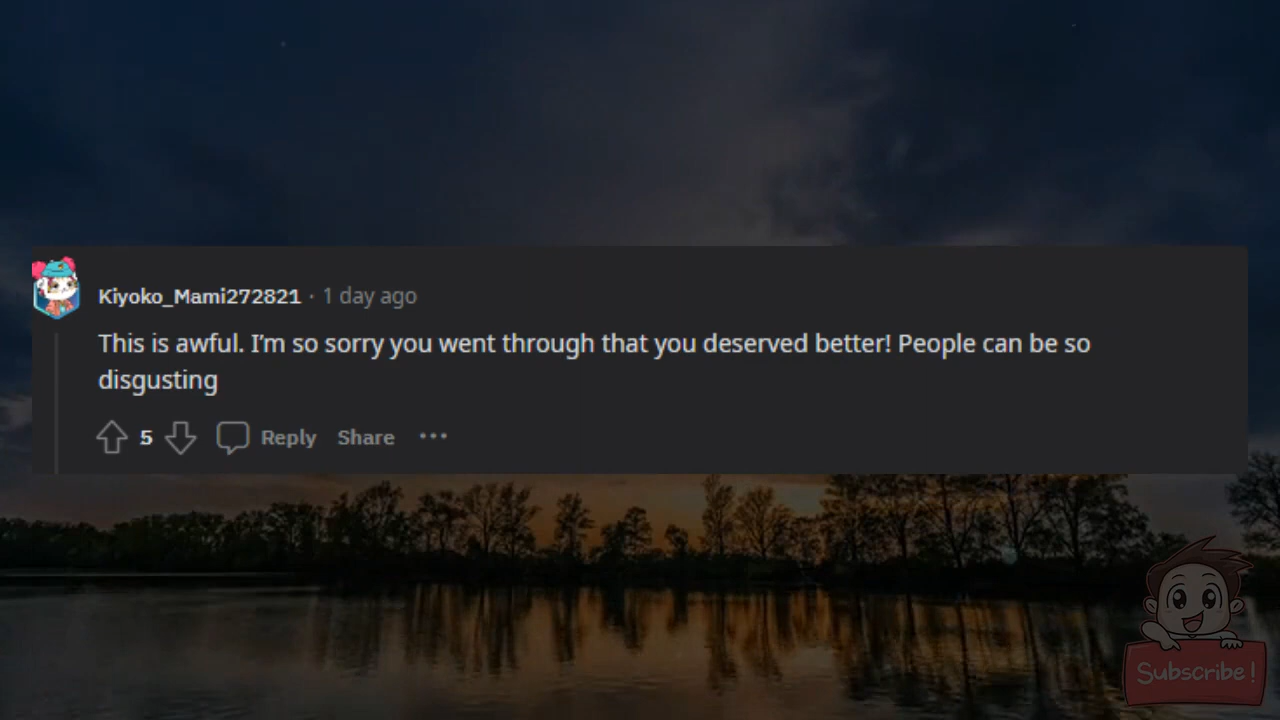 Kiyoko_Mami272821 · 1 day ago
This is awful. I'm so sorry you went through that you deserved better! People can be so
disgusting
5 Reply Share ···
Subscribe!